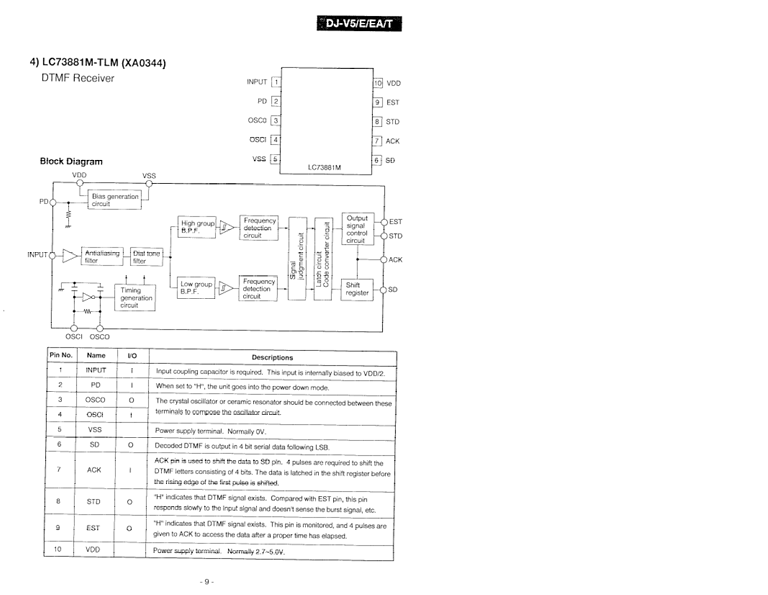 DJ-V5/E/EA/T
4) LC73881M-TLM (XA0344)
DTMF Receiver
INPUT 1
PD 2
OSCO 3
OSCI 4
VSS 5
10 VDD
9 EST
8 STD
7 ACK
6 SD
LC73881M
Block Diagram
VDD
VSS
PD
Bias generation
circuit
INPUT
Antialiasing
filter
Dial tone
filter
High group
B.P.F.
Frequency
detection
circuit
Low group
B.P.F.
Frequency
detection
circuit
Timing
generation
circuit
Signal
judgment circuit
Latch circuit
Code converter circuit
Output
signal
control
circuit
Shift
register
EST
STD
ACK
SD
OSCI OSCO
Pin No. Name I/O Descriptions
1 INPUT I Input coupling capacitor is required. This input is internally biased to VDD/2.
2 PD I When set to "H", the unit goes into the power down mode.
3 OSCO O The crystal oscillator or ceramic resonator should be connected between these
4 OSCI I terminals to compose the oscillator circuit.
5 VSS Power supply terminal. Normally 0V.
6 SD O Decoded DTMF is output in 4 bit serial data following LSB.
ACK pin is used to shift the data to SD pin. 4 pulses are required to shift the
7 ACK I DTMF letters consisting of 4 bits. The data is latched in the shift register before
the rising edge of the first pulse is shifted.
8 STD O "H" indicates that DTMF signal exists. Compared with EST pin, this pin
responds slowly to the input signal and doesn't sense the burst signal, etc.
9 EST O "H" indicates that DTMF signal exists. This pin is monitored, and 4 pulses are
given to ACK to access the data after a proper time has elapsed.
10 VDD Power supply terminal. Normally 2.7~5.0V.
- 9 -